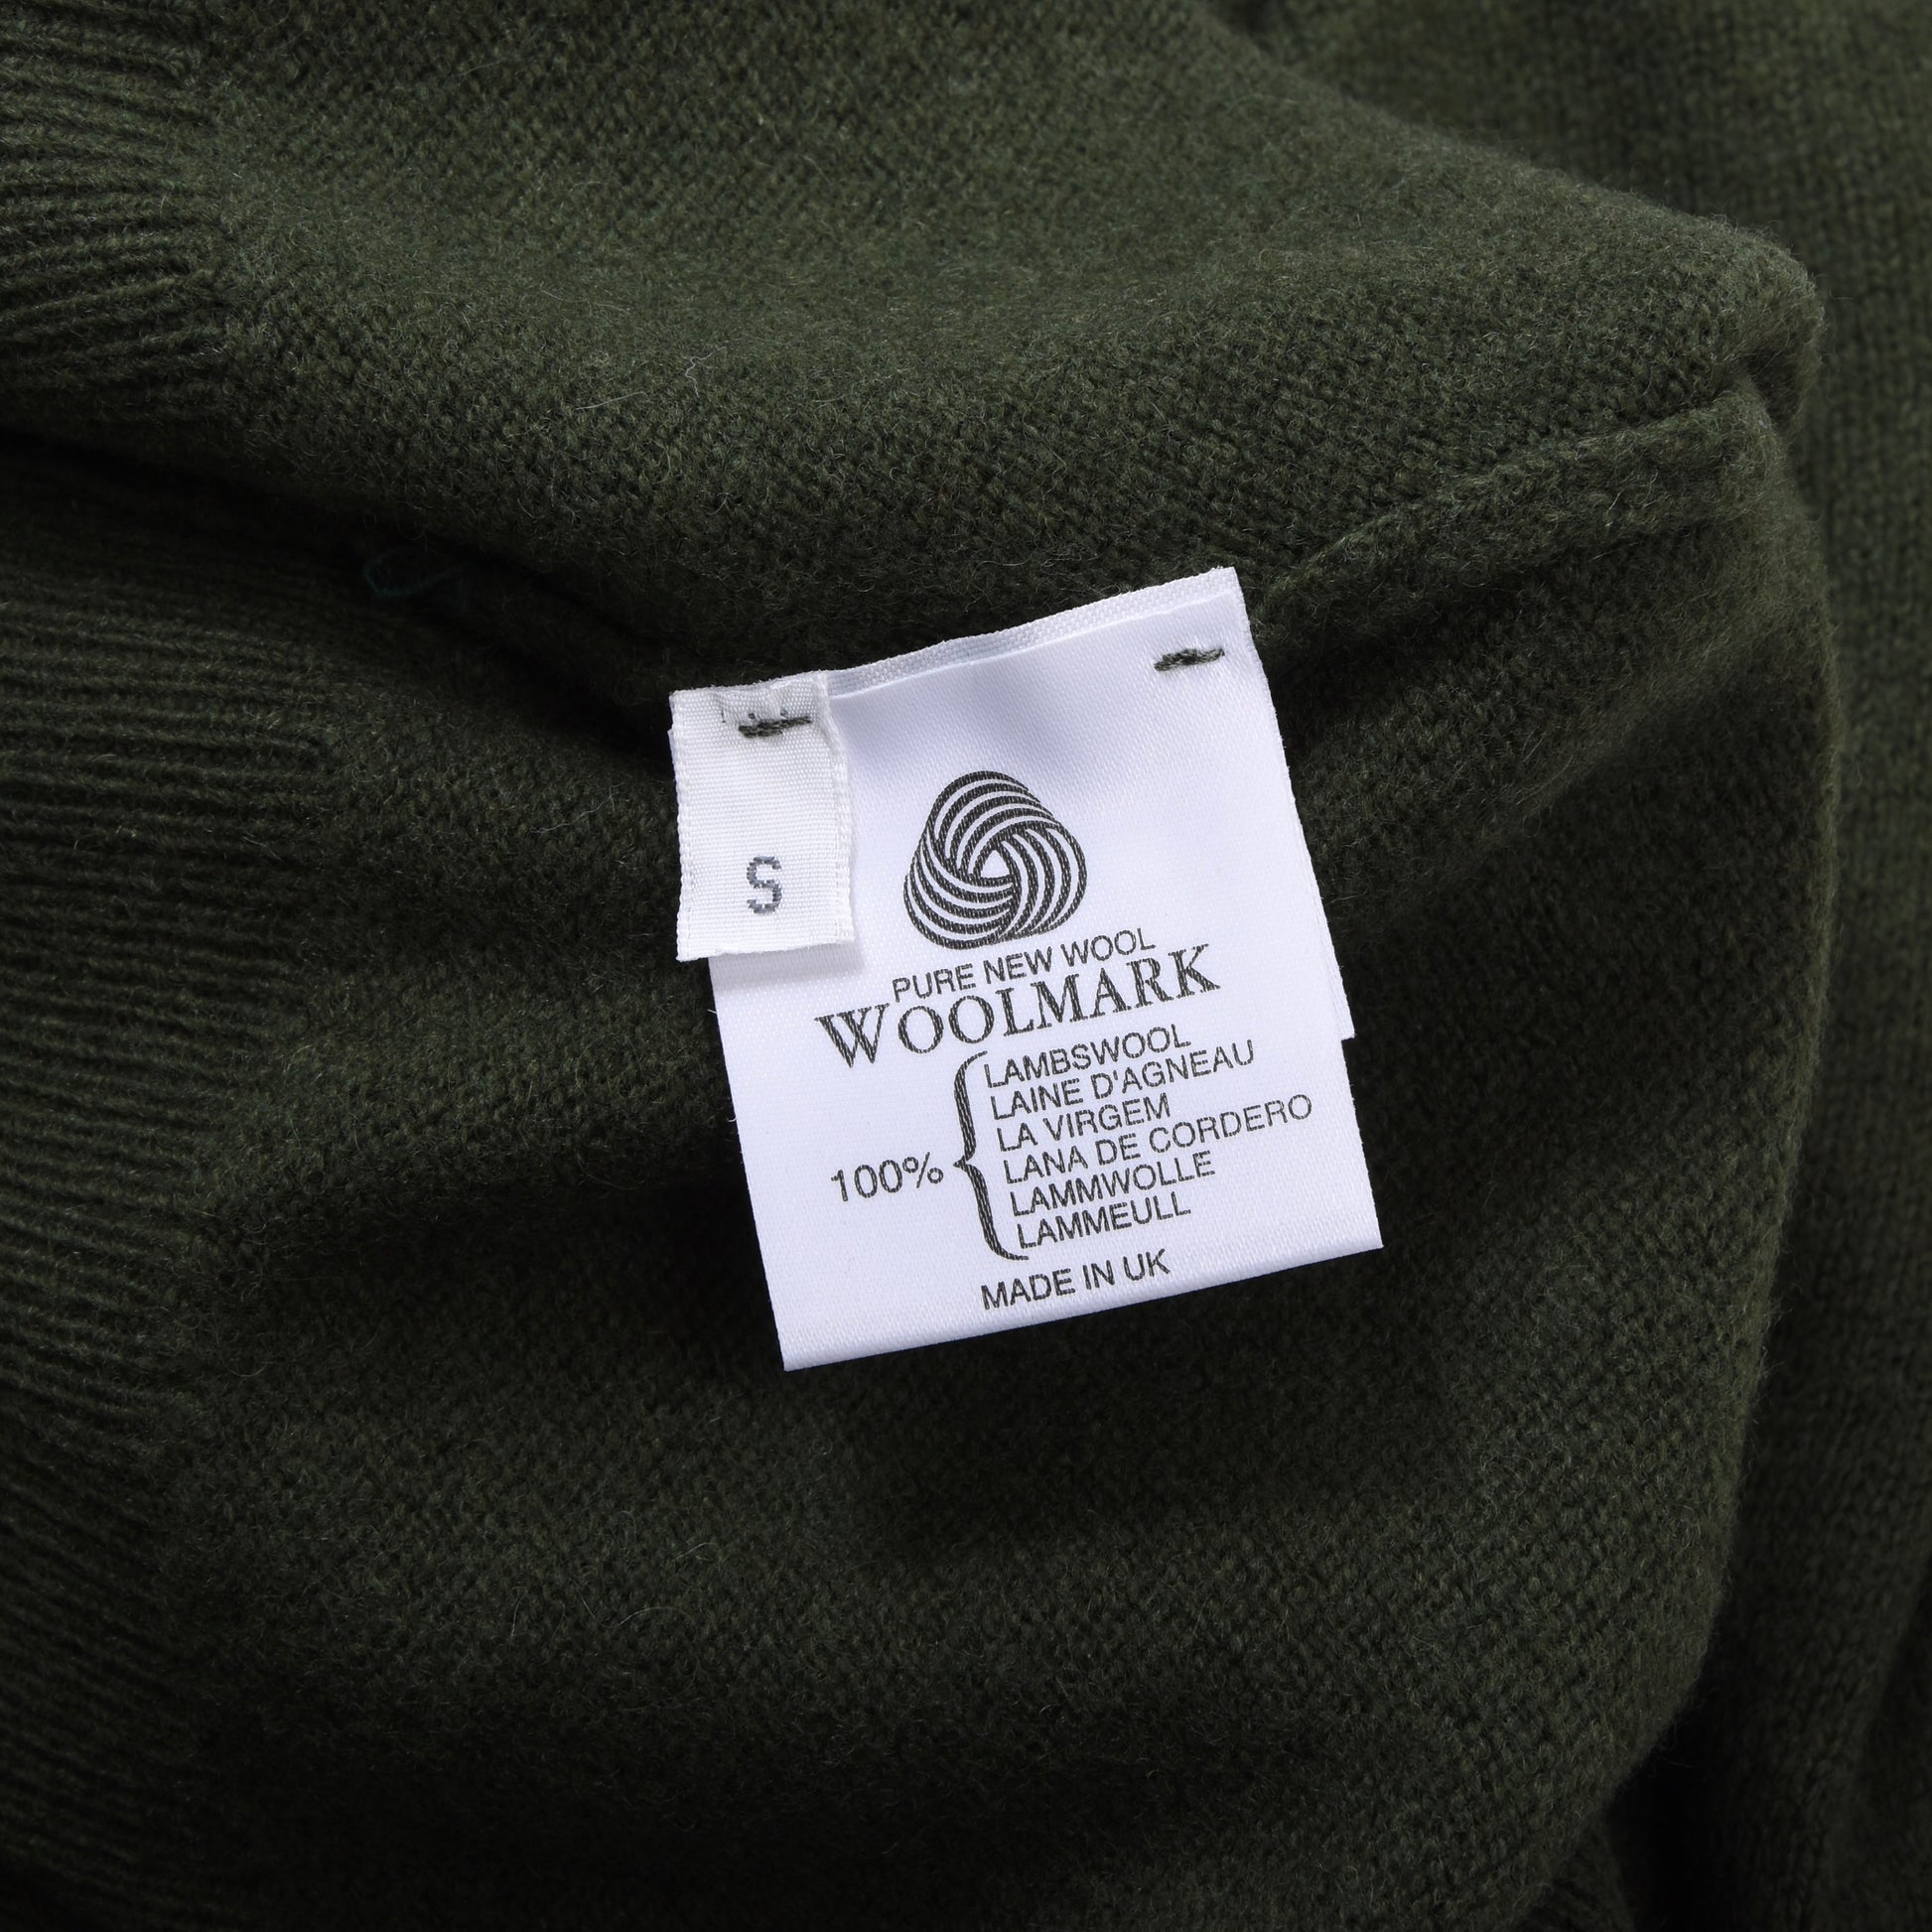 S
PURE NEW WOOL
WOOLMARK
LAMBSWOOL
LAINE D'AGNEAU
LA VIRGEM
100% LANA DE CORDERO
LAMMWOLLE
LAMMEULL
MADE IN UK